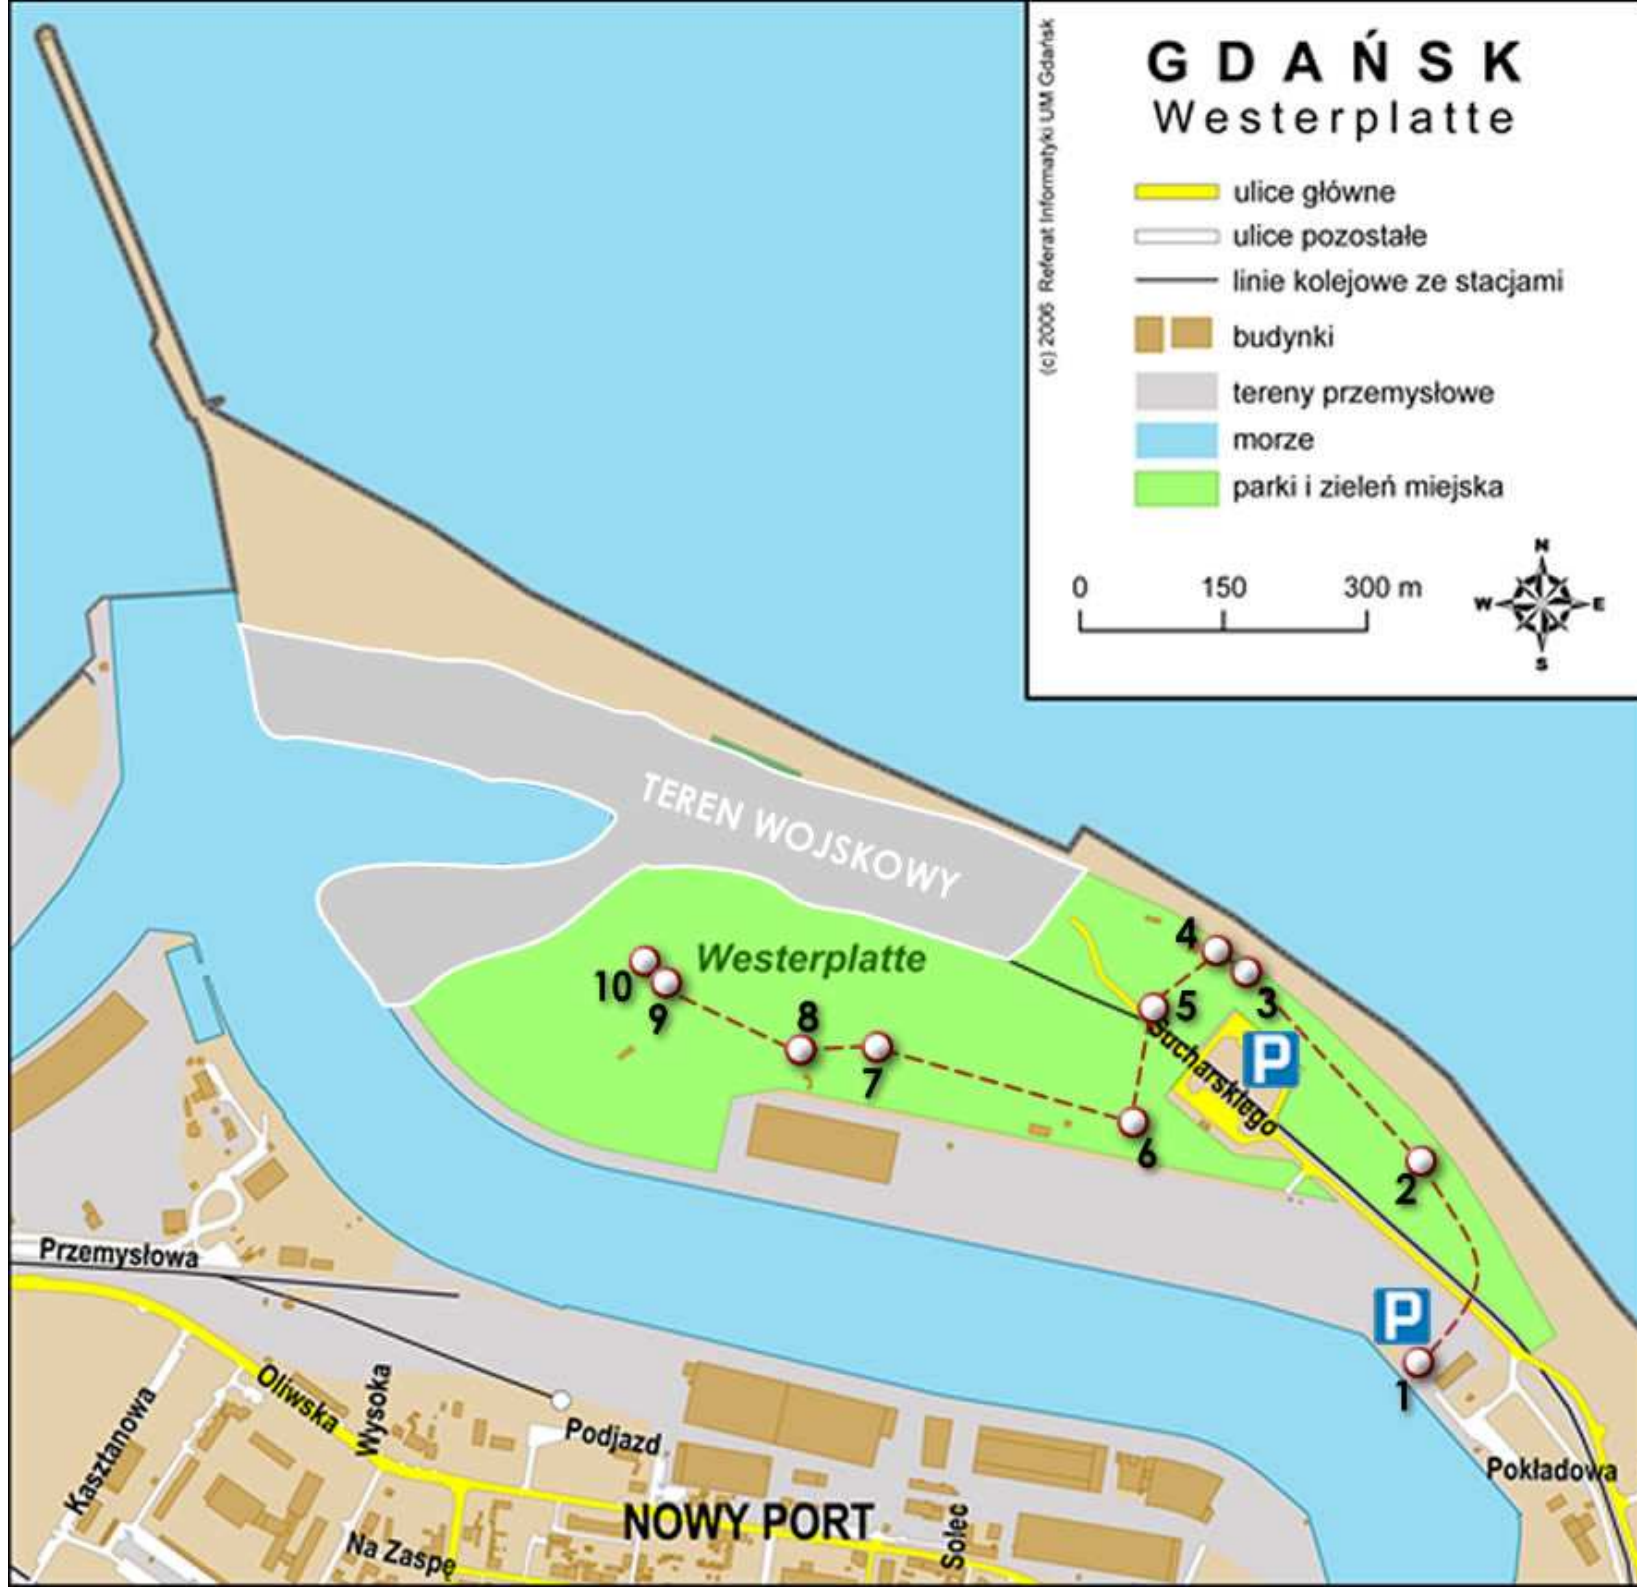 GDAŃSK
Westerplatte
(c) 2006 Referat Informatyki UM Gdańsk
ulice główne
ulice pozostałe
linie kolejowe ze stacjami
budynki
tereny przemysłowe
morze
parki i zieleń miejska
0 150 300 m
N
W E
S
TEREN WOJSKOWY
Westerplatte
4
3
5
10
9
8
7
6
2
1
P
P
Sucharskiego
Przemysłowa
Oliwska
Wysoka
Kasztanowa
Podjazd
Pokładowa
NOWY PORT
Solec
Na Zaspę